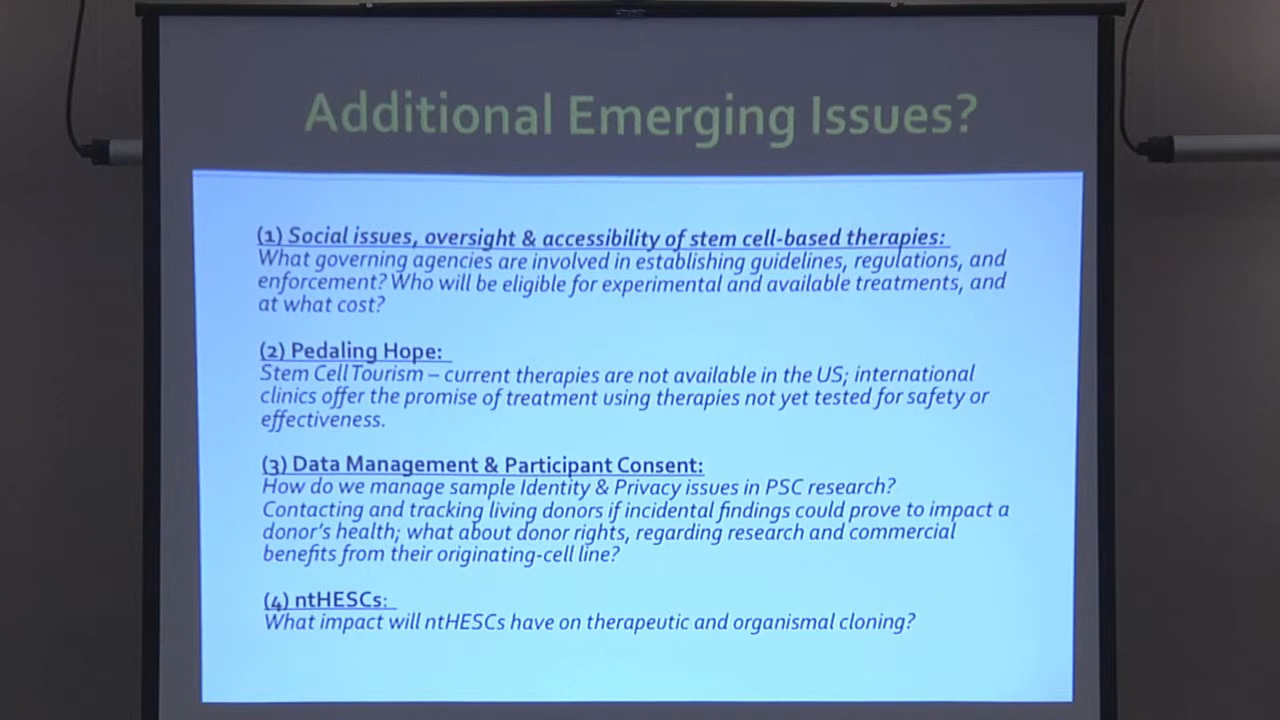 Additional Emerging Issues?
(1) Social issues, oversight & accessibility of stem cell-based therapies:
What governing agencies are involved in establishing guidelines, regulations, and
enforcement? Who will be eligible for experimental and available treatments, and
at what cost?
(2) Pedaling Hope:
Stem Cell Tourism – current therapies are not available in the US; international
clinics offer the promise of treatment using therapies not yet tested for safety or
effectiveness.
(3) Data Management & Participant Consent:
How do we manage sample Identity & Privacy issues in PSC research?
Contacting and tracking living donors if incidental findings could prove to impact a
donor's health; what about donor rights, regarding research and commercial
benefits from their originating-cell line?
(4) ntHESCs:
What impact will ntHESCs have on therapeutic and organismal cloning?